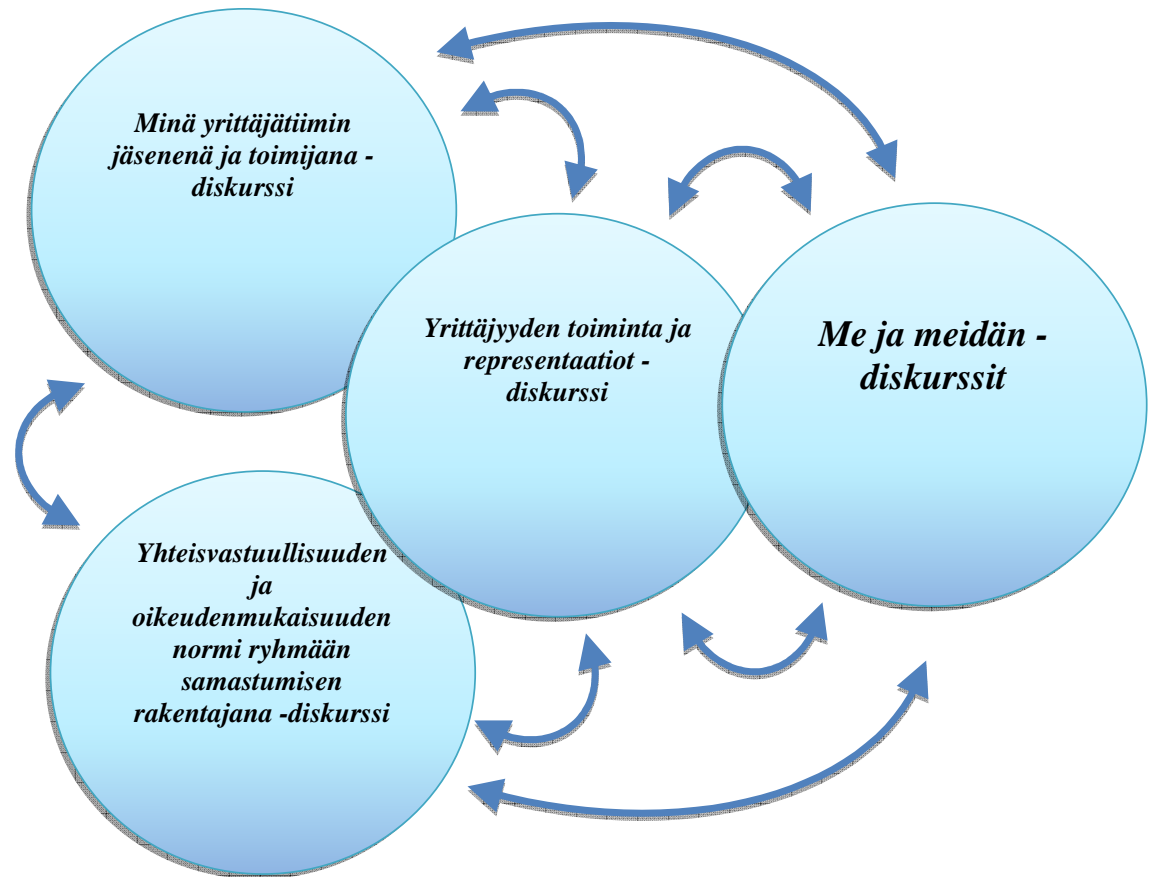 Minä yrittäjätiimin
jäsenenä ja toimijana -
diskurssi
Yrittäjyyden toiminta ja
representaatiot -
diskurssi
Me ja meidän -
diskurssit
Yhteisvastuullisuuden
ja
oikeudenmukaisuuden
normi ryhmään
samastumisen
rakentajana -diskurssi